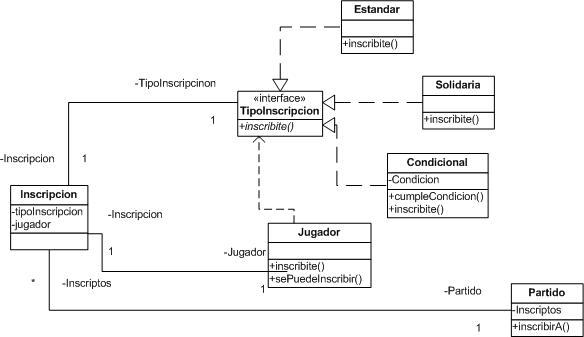 Estandar
+inscribite()
-TipoInscripcinon
1
«interface»
TipoInscripcion
+inscribite()
Solidaria
+inscribite()
Condicional
-Condicion
+cumpleCondicion()
+inscribite()
-Inscripcion
1
Inscripcion
-tipoInscripcion
-jugador
-Inscripcion
1
-Jugador
1
Jugador
+inscribite()
+sePuedeInscribir()
*
-Inscriptos
-Partido
1
Partido
-Inscriptos
+inscribirA()